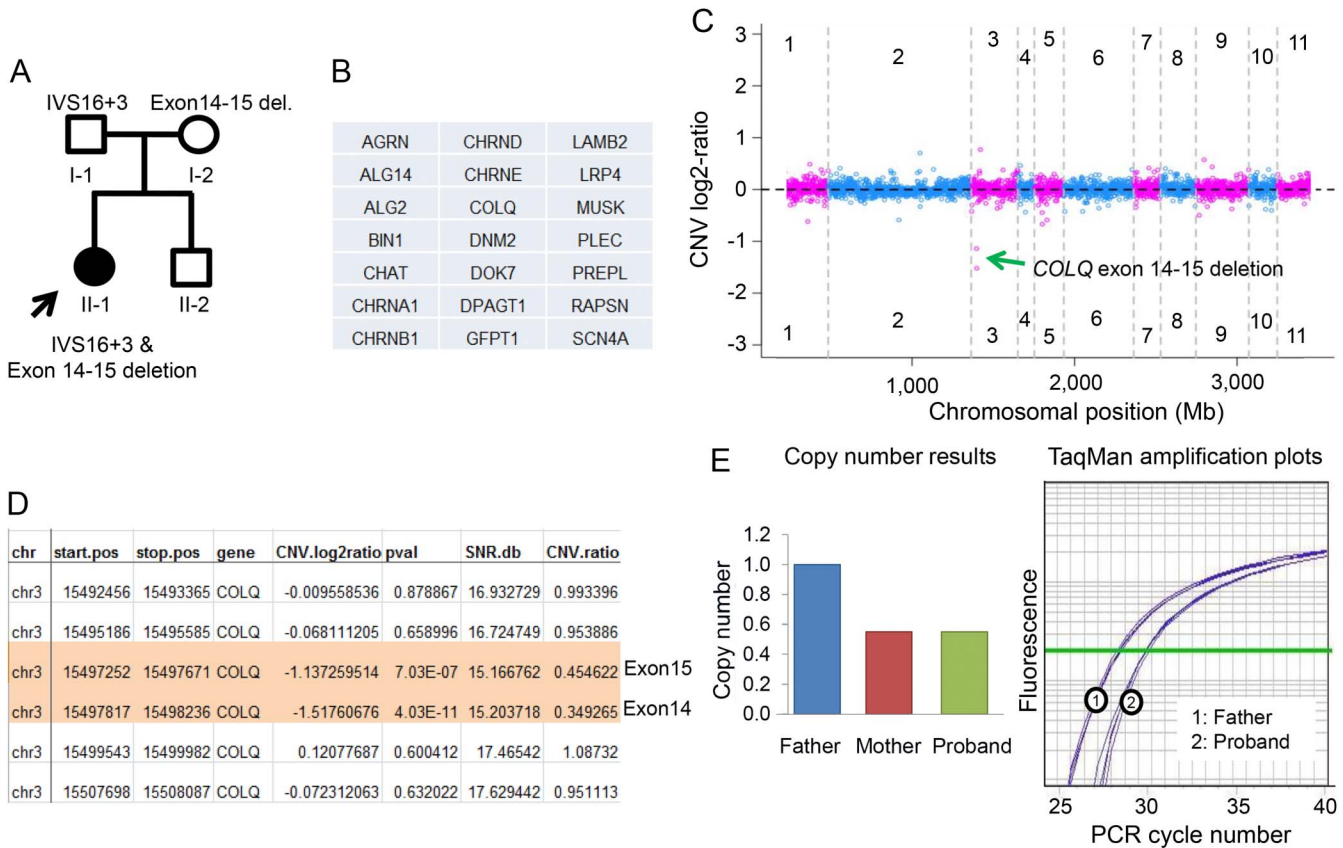 A
IVS16+3 Exon14-15 del.
I-1 I-2
II-1 II-2
IVS16+3 &
Exon 14-15 deletion
B
AGRN CHRND LAMB2
ALG14 CHRNE LRP4
ALG2 COLQ MUSK
BIN1 DNM2 PLEC
CHAT DOK7 PREPL
CHRNA1 DPAGT1 RAPSN
CHRNB1 GFPT1 SCN4A
C
CNV log2-ratio
3
2
1
0
-1
-2
-3
1 2 3 4 5 6 7 8 9 10 11
COLQ exon 14-15 deletion
1 2 3 4 5 6 7 8 9 10 11
1,000 2,000 3,000
Chromosomal position (Mb)
D
chr start.pos stop.pos gene CNV.log2ratio pval SNR.db CNV.ratio
chr3 15492456 15493365 COLQ -0.009558536 0.878867 16.932729 0.993396
chr3 15495186 15495585 COLQ -0.068111205 0.658996 16.724749 0.953886
chr3 15497252 15497671 COLQ -1.137259514 7.03E-07 15.166762 0.454622 Exon15
chr3 15497817 15498236 COLQ -1.51760676 4.03E-11 15.203718 0.349265 Exon14
chr3 15499543 15499982 COLQ 0.12077687 0.600412 17.46542 1.08732
chr3 15507698 15508087 COLQ -0.072312063 0.632022 17.629442 0.951113
E
Copy number results
Copy number
1.2
1.0
0.8
0.6
0.4
0.2
0.0
Father Mother Proband
TaqMan amplification plots
Fluorescence
1 2
1: Father
2: Proband
25 30 35 40
PCR cycle number